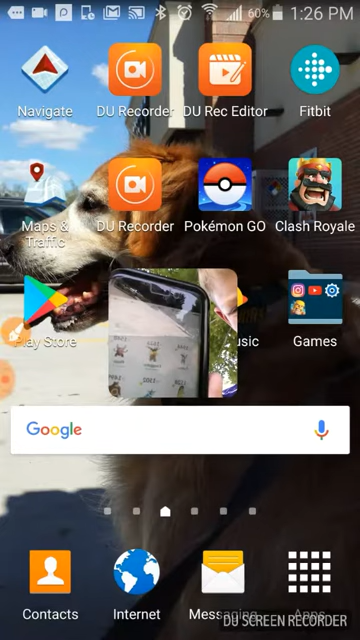 60% 1:26 PM
Navigate DU Recorder DU Rec Editor Fitbit
Maps & Traffic DU Recorder Pokémon GO Clash Royale
Play Store usic Games
Google
Contacts Internet Messaging Apps
DU SCREEN RECORDER